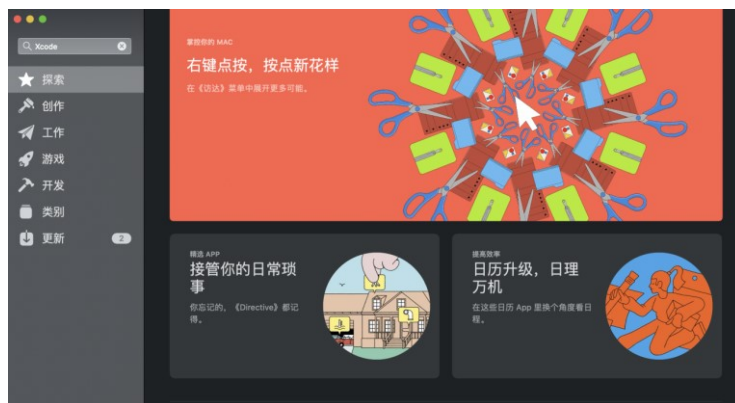 Xcode
探索
创作
工作
游戏
开发
类别
更新
2
掌控你的 MAC
右键点按，按点新花样
在《访达》菜单中展开更多可能。
精选 APP
接管你的日常琐
事
你忘记的，《Directive》都记
得。
提高效率
日历升级，日理
万机
在这些日历 App 里换个角度看日
程。